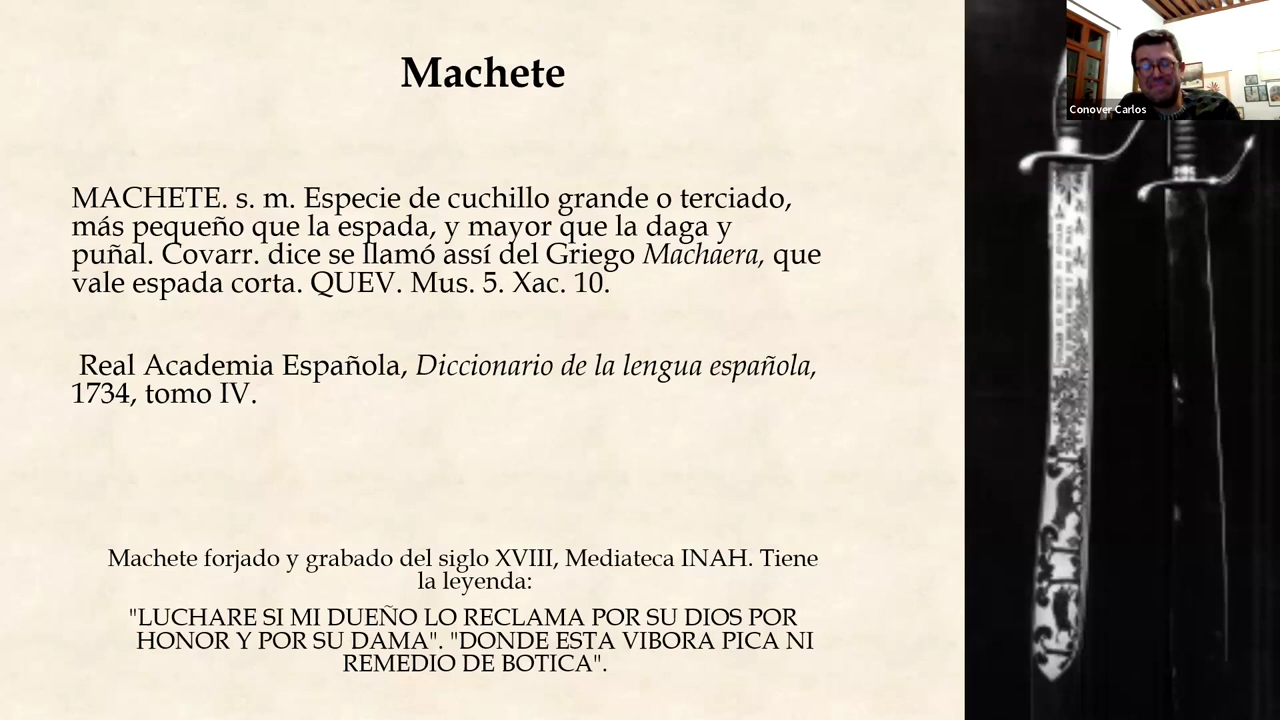 Machete
Conover Carlos
MACHETE. s. m. Especie de cuchillo grande o terciado,
más pequeño que la espada, y mayor que la daga y
puñal. Covarr. dice se llamó assí del Griego Machaera, que
vale espada corta. QUEV. Mus. 5. Xac. 10.
Real Academia Española, Diccionario de la lengua española,
1734, tomo IV.
Machete forjado y grabado del siglo XVIII, Mediateca INAH. Tiene
la leyenda:
"LUCHARE SI MI DUEÑO LO RECLAMA POR SU DIOS POR
HONOR Y POR SU DAMA". "DONDE ESTA VIBORA PICA NI
REMEDIO DE BOTICA".